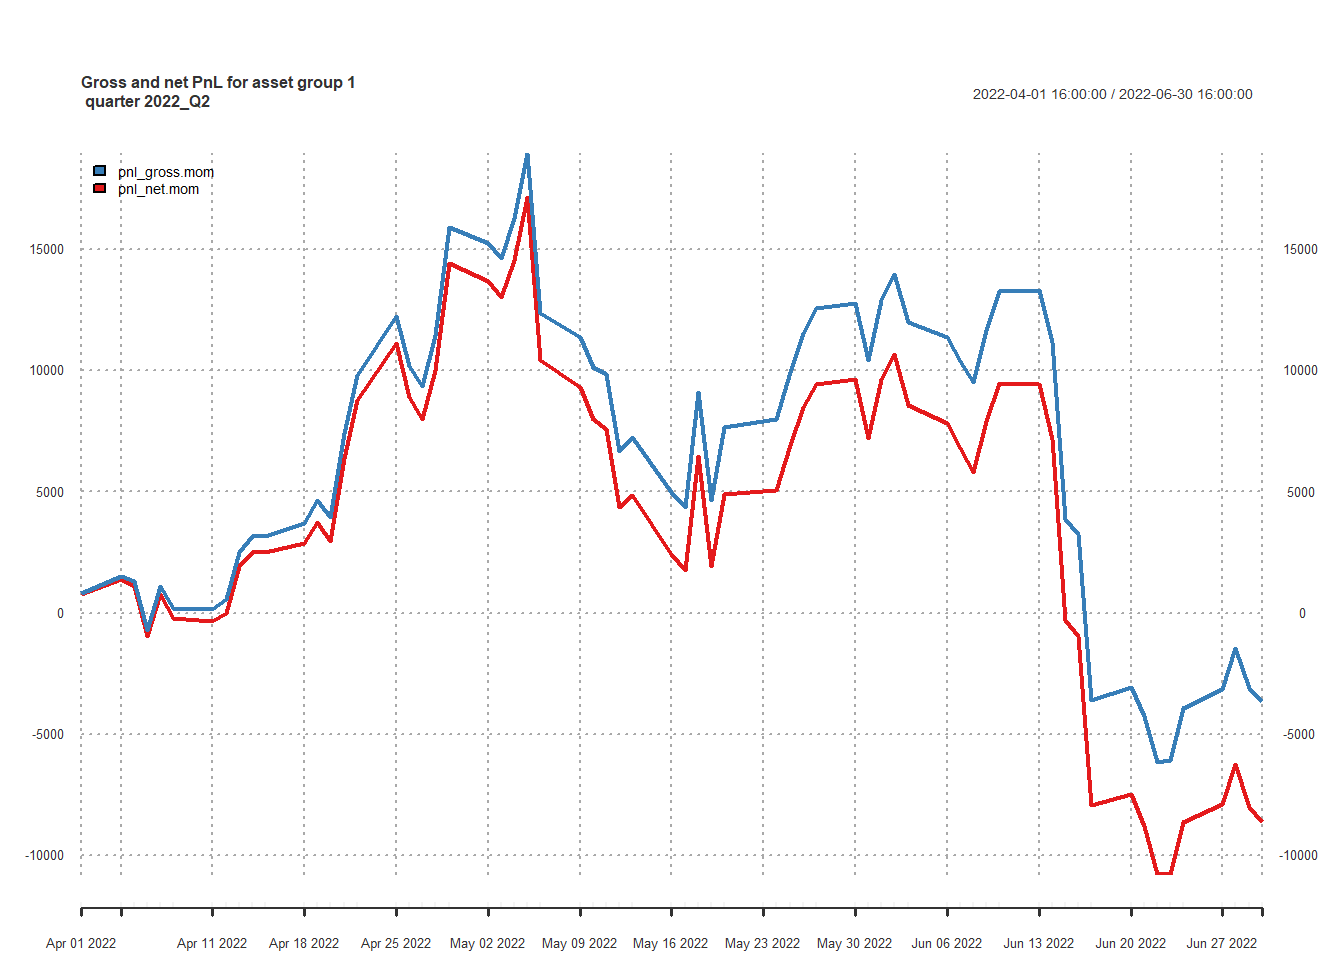 Gross and net PnL for asset group 1
quarter 2022_Q2
2022-04-01 16:00:00 / 2022-06-30 16:00:00
pnl_gross.mom
pnl_net.mom
15000 15000
10000 10000
5000 5000
0 0
-5000 -5000
-10000 -10000
Apr 01 2022 Apr 11 2022 Apr 18 2022 Apr 25 2022 May 02 2022 May 09 2022 May 16 2022 May 23 2022 May 30 2022 Jun 06 2022 Jun 13 2022 Jun 20 2022 Jun 27 2022